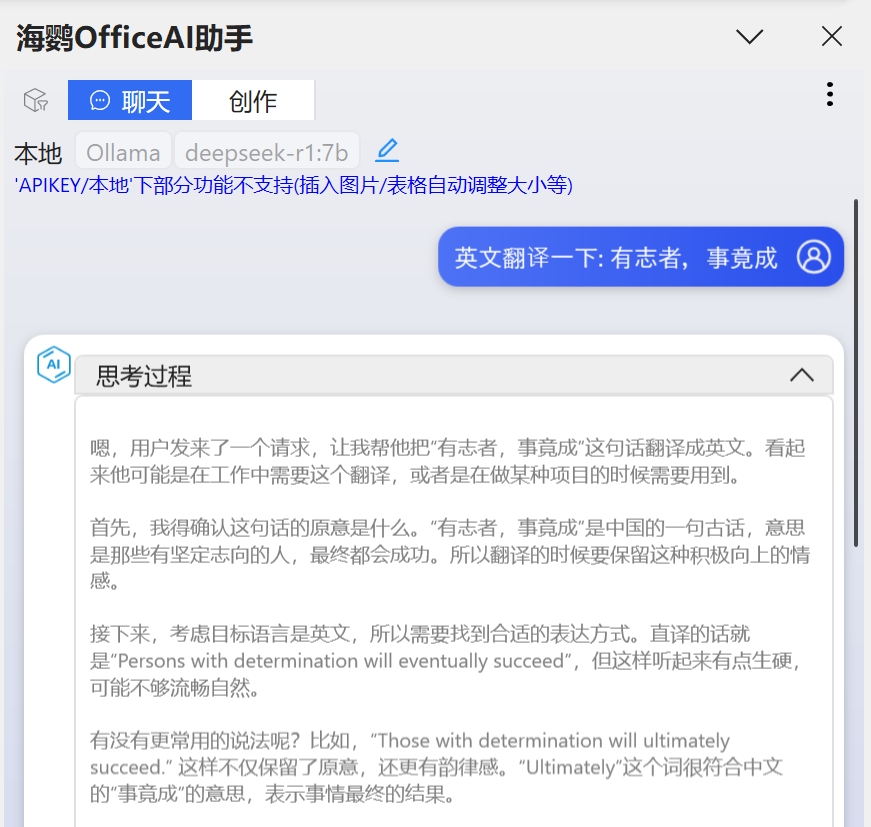 海鹦OfficeAI助手
聊天 创作
本地 Ollama deepseek-r1:7b
'APIKEY/本地'下部分功能不支持(插入图片/表格自动调整大小等)
英文翻译一下: 有志者，事竟成
AI
思考过程
嗯，用户发来了一个请求，让我帮他把“有志者，事竟成”这句话翻译成英文。看起
来他可能是在工作中需要这个翻译，或者是在做某种项目的时候需要用到。
首先，我得确认这句话的原意是什么。“有志者，事竟成”是中国的一句古话，意思
是那些有坚定志向的人，最终都会成功。所以翻译的时候要保留这种积极向上的情
感。
接下来，考虑目标语言是英文，所以需要找到合适的表达方式。直译的话就
是“Persons with determination will eventually succeed”，但这样听起来有点生硬，
可能不够流畅自然。
有没有更常用的说法呢？比如，“Those with determination will ultimately
succeed.” 这样不仅保留了原意，还更有韵律感。“Ultimately”这个词很符合中文
的“事竟成”的意思，表示事情最终的结果。